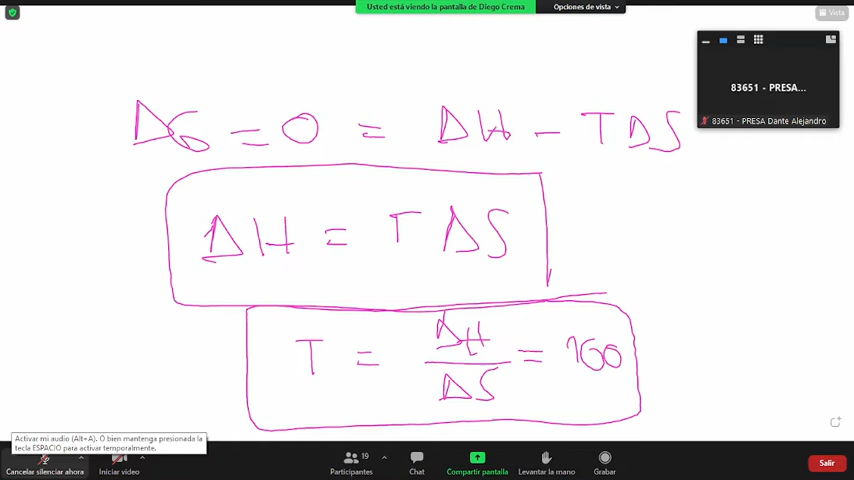 Usted está viendo la pantalla de Diego Crema
Opciones de vista
Vista
83651 - PRESA...
83651 - PRESA Dante Alejandro
ΔG = 0 = ΔH - TΔS
ΔH = TΔS
T = ΔH/ΔS = 100
Activar mi audio (Alt+A). O bien mantenga presionada la
tecla ESPACIO para activar temporalmente.
Cancelar silenciar ahora
Iniciar video
19
Participantes
Chat
Compartir pantalla
Levantar la mano
Grabar
Salir